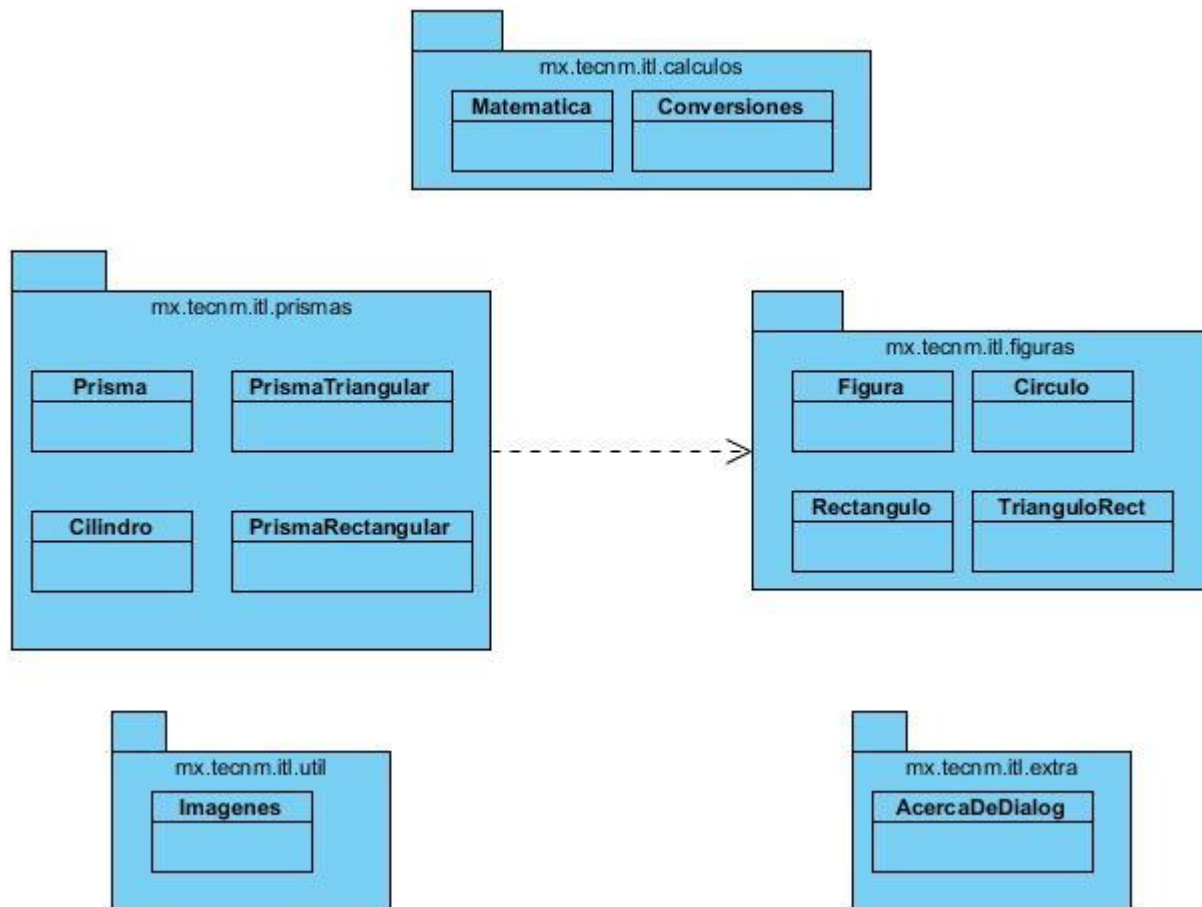 mx.tecnm.itl.calculos
Matematica
Conversiones
mx.tecnm.itl.prismas
Prisma
PrismaTriangular
Cilindro
PrismaRectangular
mx.tecnm.itl.figuras
Figura
Circulo
Rectangulo
TrianguloRect
mx.tecnm.itl.util
Imagenes
mx.tecnm.itl.extra
AcercaDeDialog